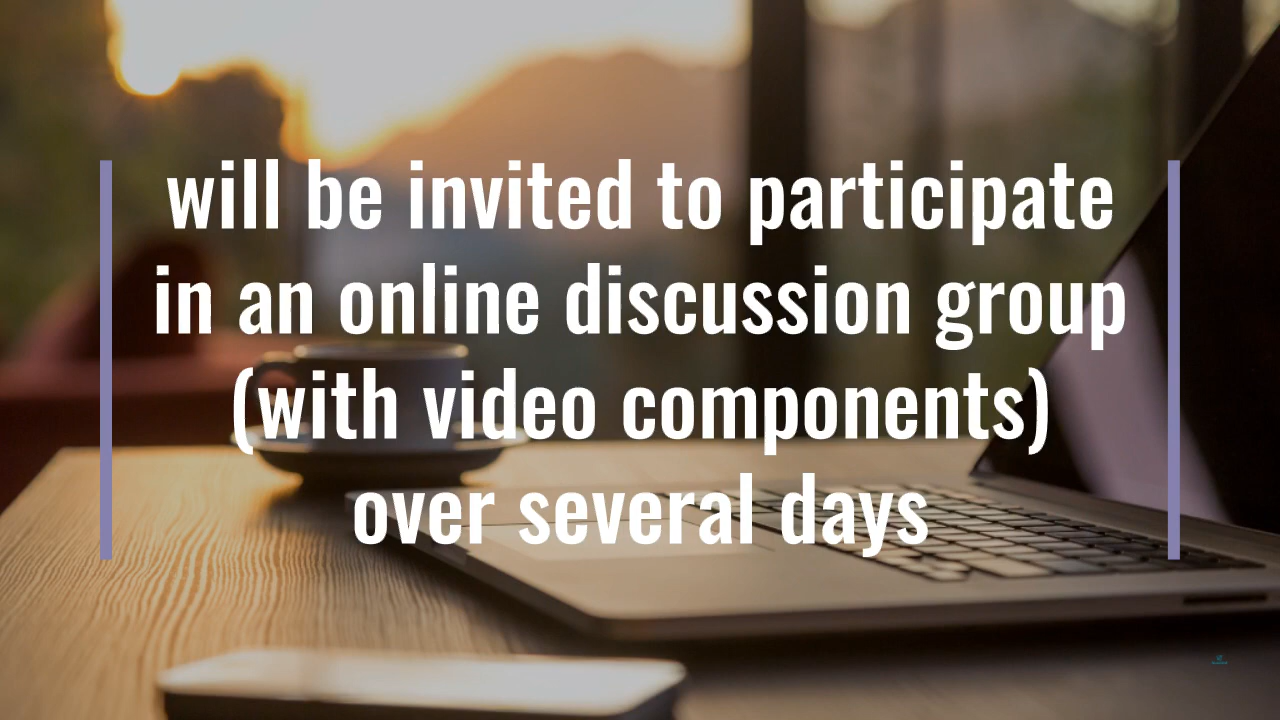 will be invited to participate
in an online discussion group
(with video components)
over several days